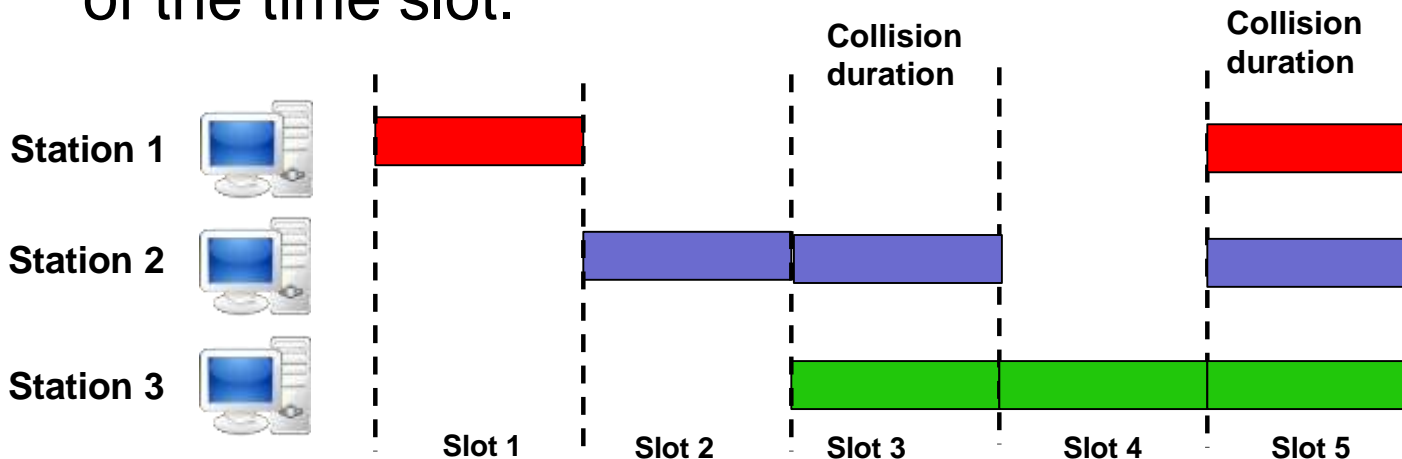 of the time slot.
Collision
duration
Collision
duration
Station 1
Station 2
Station 3
Slot 1
Slot 2
Slot 3
Slot 4
Slot 5